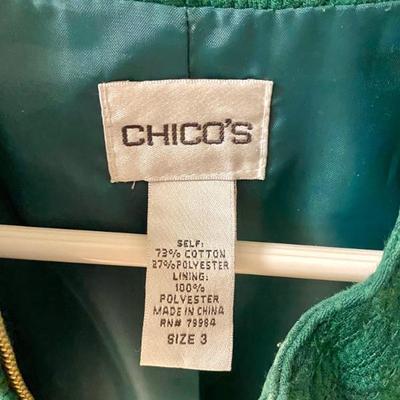 CHICO'S
SELF:
73% COTTON
27% POLYESTER
LINING:
100%
POLYESTER
MADE IN CHINA
RN# 79984
SIZE 3